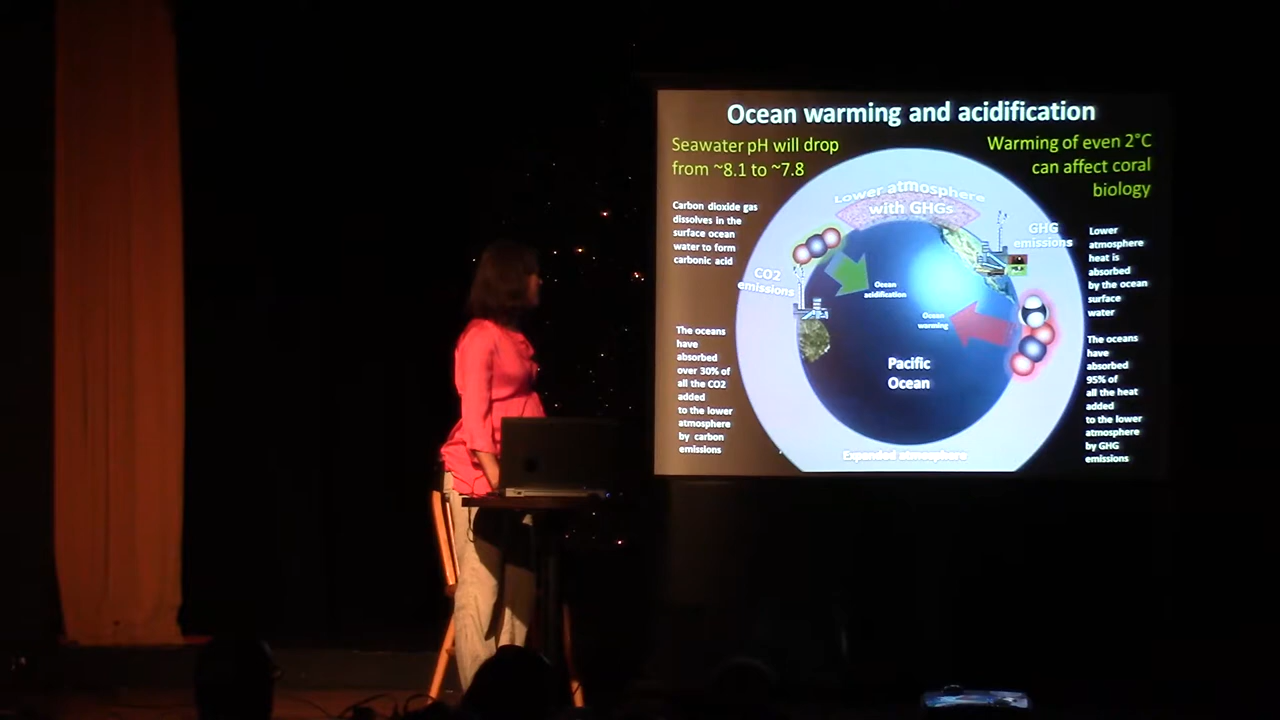 Ocean warming and acidification
Seawater pH will drop
from ~8.1 to ~7.8
Warming of even 2°C
can affect coral
biology
Carbon dioxide gas
dissolves in the
surface ocean
water to form
carbonic acid
Lower atmosphere
with GHGs
GHG
emissions
Lower
atmosphere
heat is
absorbed
by the ocean
surface
water
CO2
emissions
Ocean
acidification
Ocean
warming
The oceans
have
absorbed
over 30% of
all the CO2
added
to the lower
atmosphere
by carbon
emissions
Pacific
Ocean
The oceans
have
absorbed
95% of
all the heat
added
to the lower
atmosphere
by GHG
emissions
Expanded atmosphere